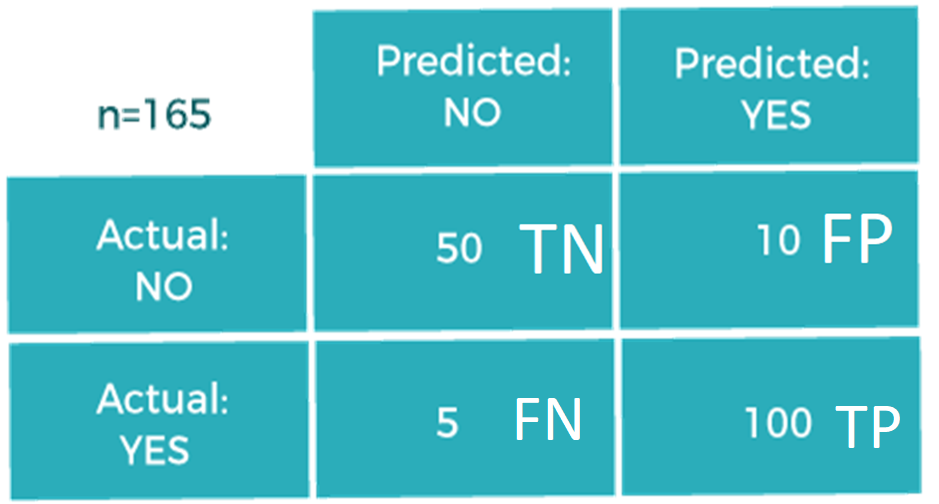 Predicted:
NO
Predicted:
YES
n=165
Actual:
NO
50 TN
10 FP
Actual:
YES
5 FN
100 TP